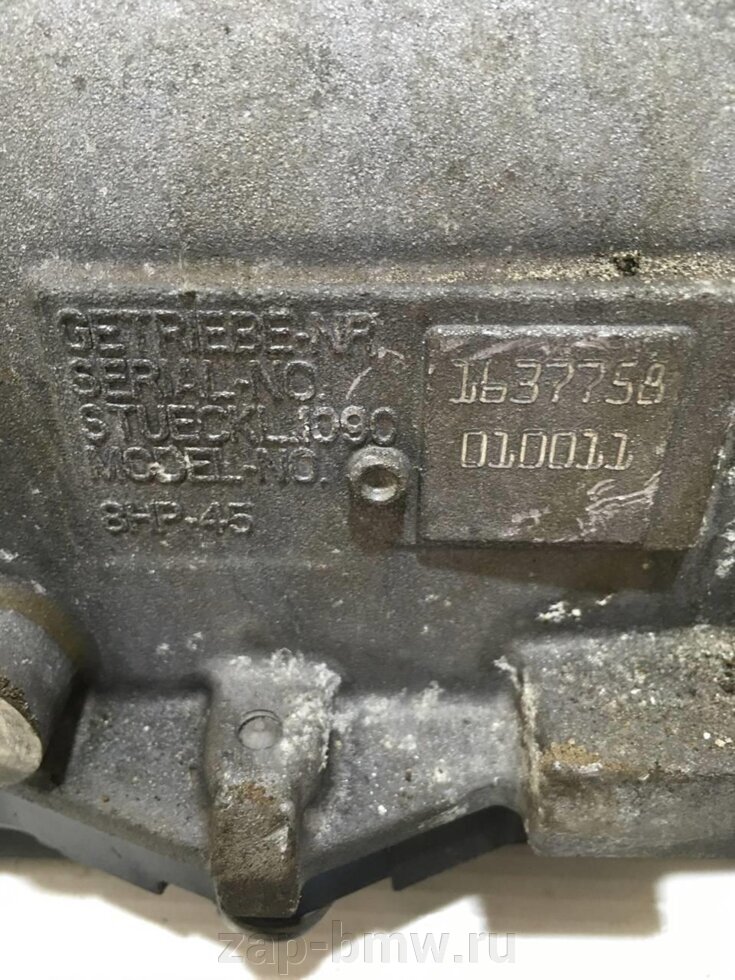 GETRIEBE-NR.
SERIAL-NO.
1637758
STUECKL.1090
MODEL-NO.
010011
8HP-45
zap-bmw.ru